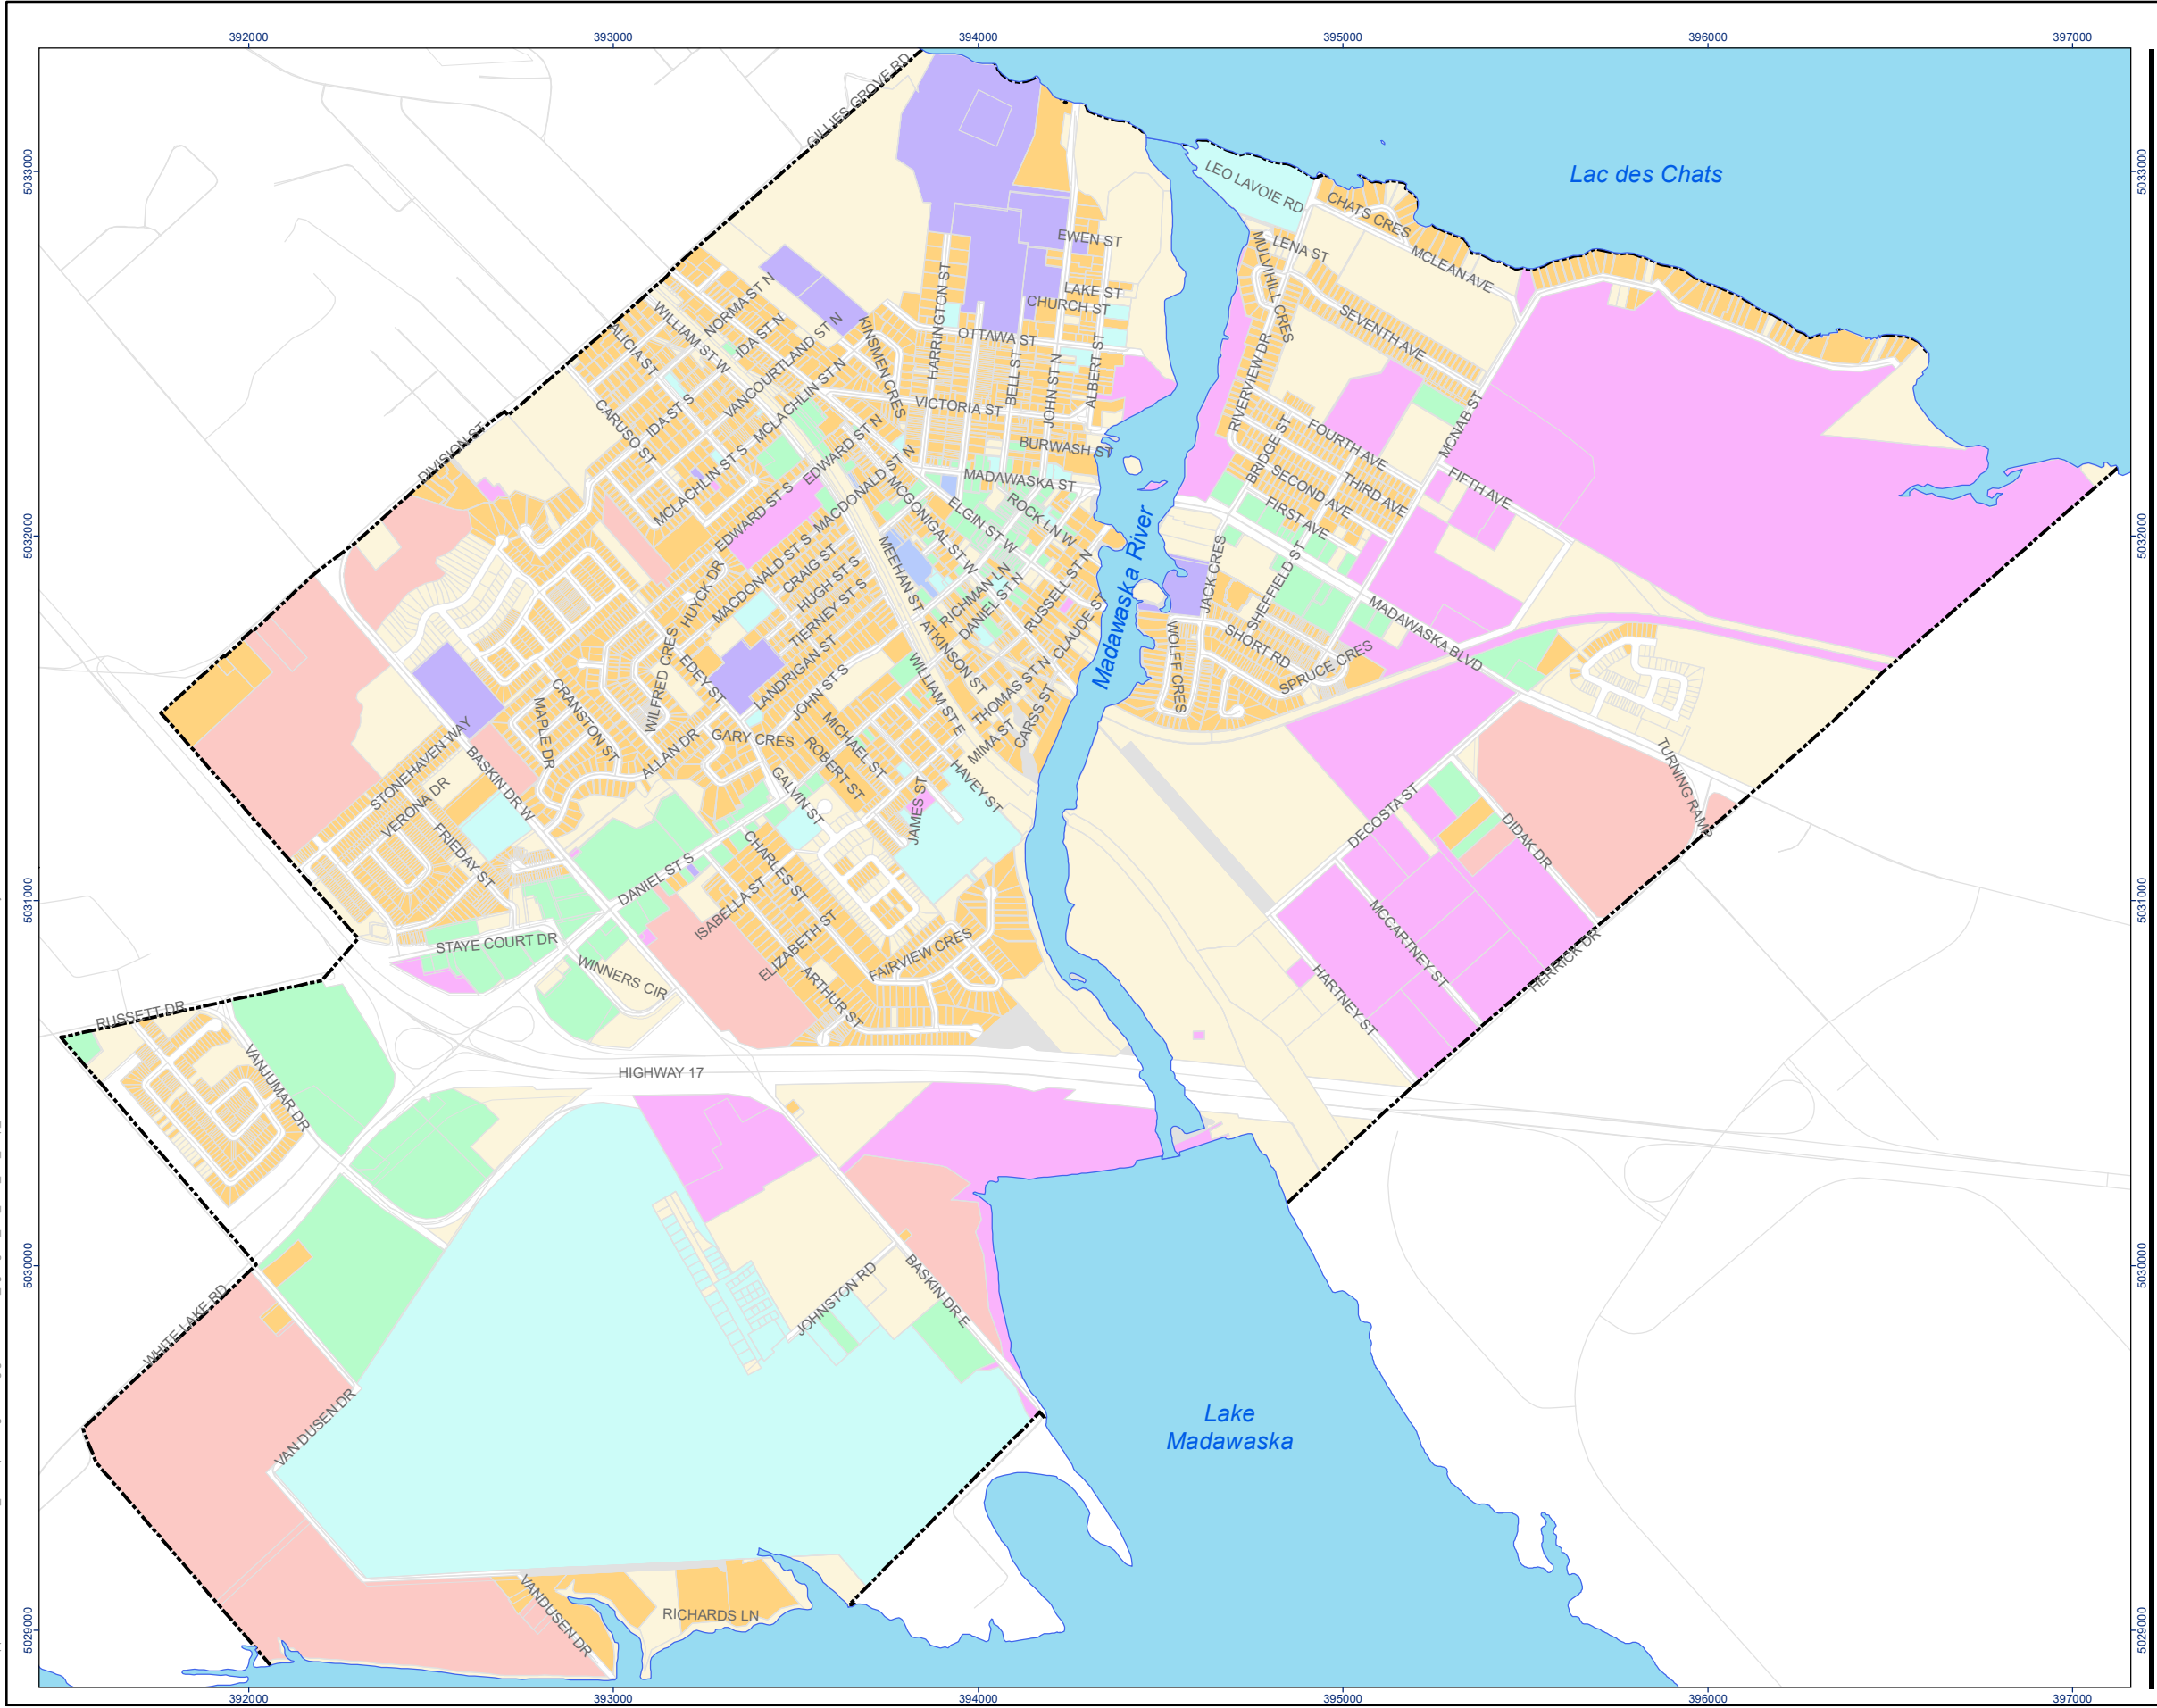 392000
393000
394000
395000
396000
397000
5033000
5033000
GILLIES GROVE RD
Lac des Chats
LEO LAVOIE RD
CHATS CRES
EWEN ST
LENA ST
MCLEAN AVE
MULVIHILL CRES
NORMA ST N
HARRINGTON ST
LAKE ST
CHURCH ST
WILLIAM ST W
ALICIA ST
IDA ST N
VANCOURTLAND ST N
KINSMEN CRES
OTTAWA ST
SEVENTH AVE
BELL ST
JOHN ST N
ALBERT ST
RIVERVIEW DR
MCLACHLIN ST N
CARUSO ST
IDA ST S
VICTORIA ST
MCNAB ST
DIVISION ST
EDWARD ST N
BURWASH ST
BRIDGE ST
FOURTH AVE
MCLACHLIN ST S
MACDONALD ST N
MADAWASKA ST
SECOND AVE
THIRD AVE
FIFTH AVE
EDWARD ST S
MCGONIGAL ST W
ELGIN ST W
ROCK LN W
FIRST AVE
5032000
5032000
MACDONALD ST S
CRAIG ST
HUGH ST S
TIERNEY ST S
MEEHAN ST
RICHMAN LN
DANIEL ST N
RUSSELL ST N
CLAUDE ST
Madawaska River
JACK CRES
SHEFFIELD ST
HUYCK DR
MADAWASKA BLVD
WILFRED CRES
EDEY ST
LANDRIGAN ST
JOHN ST S
ATKINSON ST
WILLIAM ST E
THOMAS ST N
WOLFF CRES
SHORT RD
SPRUCE CRES
CRANSTON ST
MAPLE DR
STONEHAVEN WAY
GARY CRES
ALLAN DR
MICHAEL ST
ROBERT ST
MIMA ST
CARSS ST
TURNING RAMP
BASKIN DR W
VERONA DR
GALVIN ST
HAVEY ST
JAMES ST
DECOSTA ST
DIDAK DR
FRIEDAY ST
CHARLES ST
DANIEL ST S
5031000
5031000
ISABELLA ST
ELIZABETH ST
STAYE COURT DR
FAIRVIEW CRES
MCCARTNEY ST
WINNERS CIR
ARTHUR ST
HARTNEY ST
HERRICK DR
RUSSETT DR
VANJUMAR DR
HIGHWAY 17
5030000
5030000
WHITE LAKE RD
JOHNSTON RD
BASKIN DR E
VAN DUSEN DR
Lake
Madawaska
VANDUSEN DR
RICHARDS LN
5029000
5029000
392000
393000
394000
395000
396000
397000